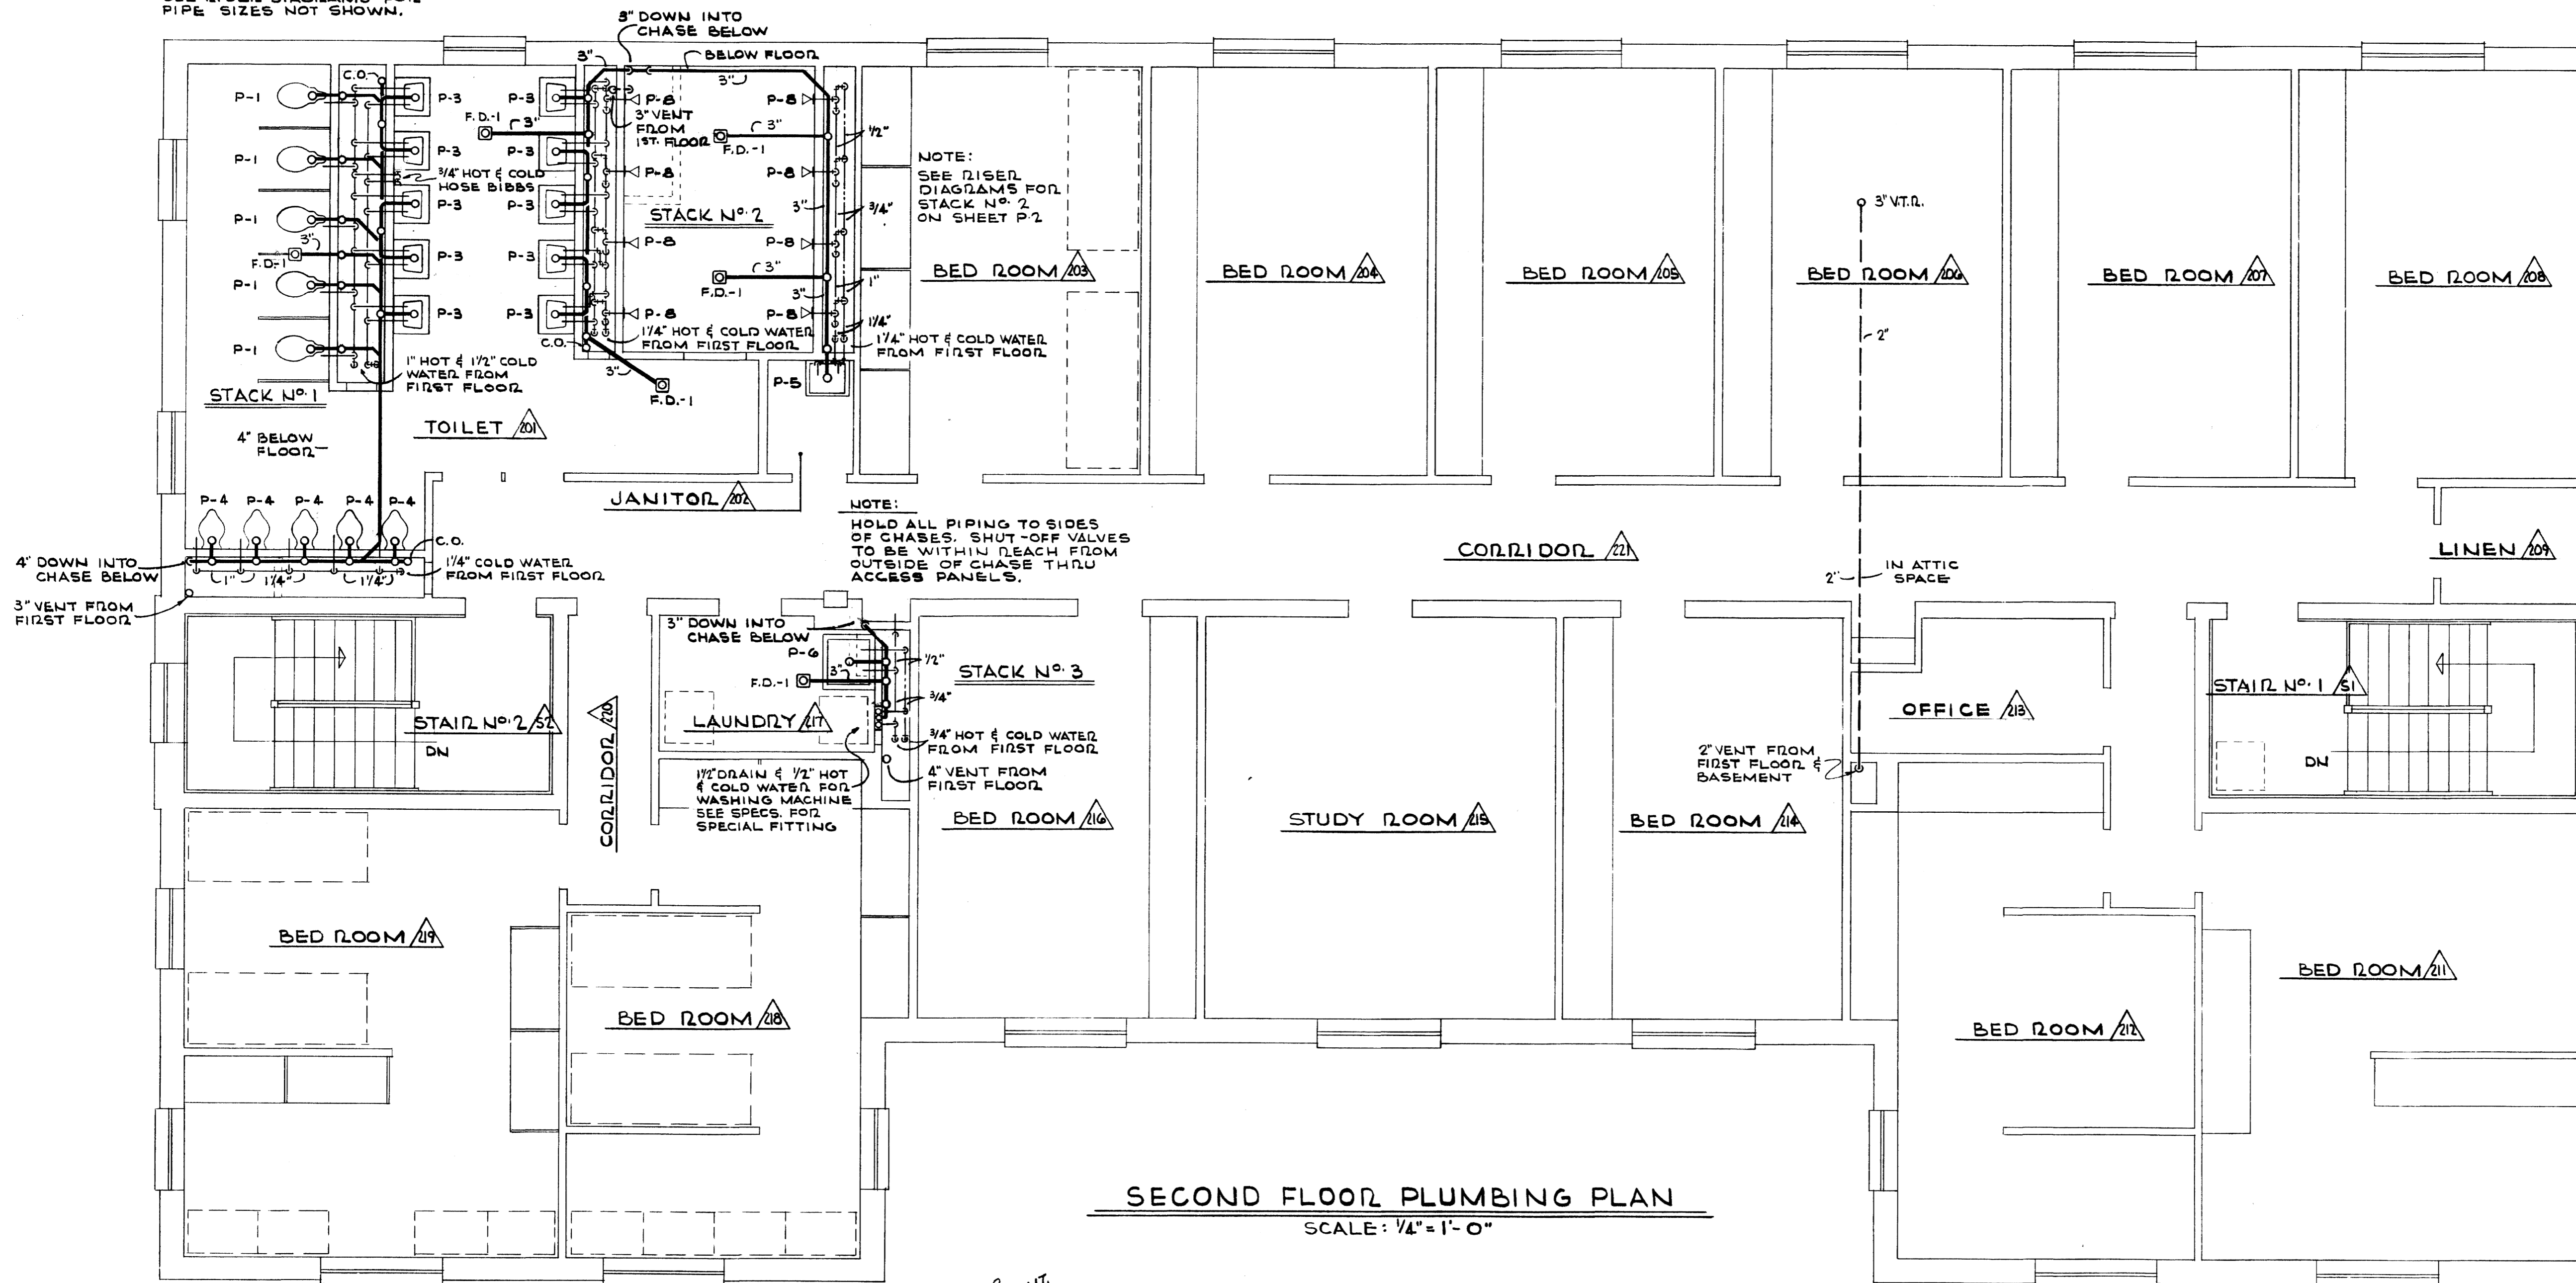 PIPE SIZES NOT SHOWN.
3" DOWN INTO
CHASE BELOW
BELOW FLOOR
3"
3"
C.O.
P-1
P-3
P-3
P-8
P-8
F.D.-1
3"
3" VENT
FROM
1ST. FLOOR
3"
F.D.-1
1/2"
P-1
P-3
P-3
P-8
P-8
3/4" HOT & COLD
HOSE BIBBS
NOTE:
SEE RISER
DIAGRAMS FOR
STACK Nº. 2
ON SHEET P-2
P-1
P-3
P-3
STACK Nº. 2
3"
3/4"
3" V.T.R.
3"
F.D.-1
P-3
P-3
P-8
P-8
3"
F.D.-1
1"
3"
P-1
P-3
P-3
P-8
P-8
1/4"
BED ROOM 203
BED ROOM 204
BED ROOM 205
BED ROOM 206
BED ROOM 207
BED ROOM 208
2"
P-1
C.O.
1 1/4" HOT & COLD WATER
FROM FIRST FLOOR
1 1/4" HOT & COLD WATER
FROM FIRST FLOOR
1" HOT & 1 1/2" COLD
WATER FROM
FIRST FLOOR
3"
F.D.-1
P-5
STACK Nº. 1
TOILET 201
4" BELOW
FLOOR
JANITOR 202
P-4 P-4 P-4 P-4 P-4
C.O.
4" DOWN INTO
CHASE BELOW
1" 1 1/4" 1 1/4"
1 1/4" COLD WATER
FROM FIRST FLOOR
3" VENT FROM
FIRST FLOOR
NOTE:
HOLD ALL PIPING TO SIDES
OF CHASES. SHUT-OFF VALVES
TO BE WITHIN REACH FROM
OUTSIDE OF CHASE THRU
ACCESS PANELS.
CORRIDOR 221
LINEN 209
2"
IN ATTIC
SPACE
3" DOWN INTO
CHASE BELOW
P-6
1/2"
3"
F.D.-1
3/4"
STACK Nº. 3
STAIR Nº. 2 S2
DN
CORRIDOR 220
LAUNDRY 217
3/4" HOT & COLD WATER
FROM FIRST FLOOR
4" VENT FROM
FIRST FLOOR
1 1/2" DRAIN & 1/2" HOT
& COLD WATER FOR
WASHING MACHINE
SEE SPECS. FOR
SPECIAL FITTING
OFFICE 213
2" VENT FROM
FIRST FLOOR &
BASEMENT
STAIR Nº. 1 S1
DN
BED ROOM 216
STUDY ROOM 215
BED ROOM 214
BED ROOM 219
BED ROOM 218
BED ROOM 212
BED ROOM 211
SECOND FLOOR PLUMBING PLAN
SCALE: 1/4" = 1'-0"